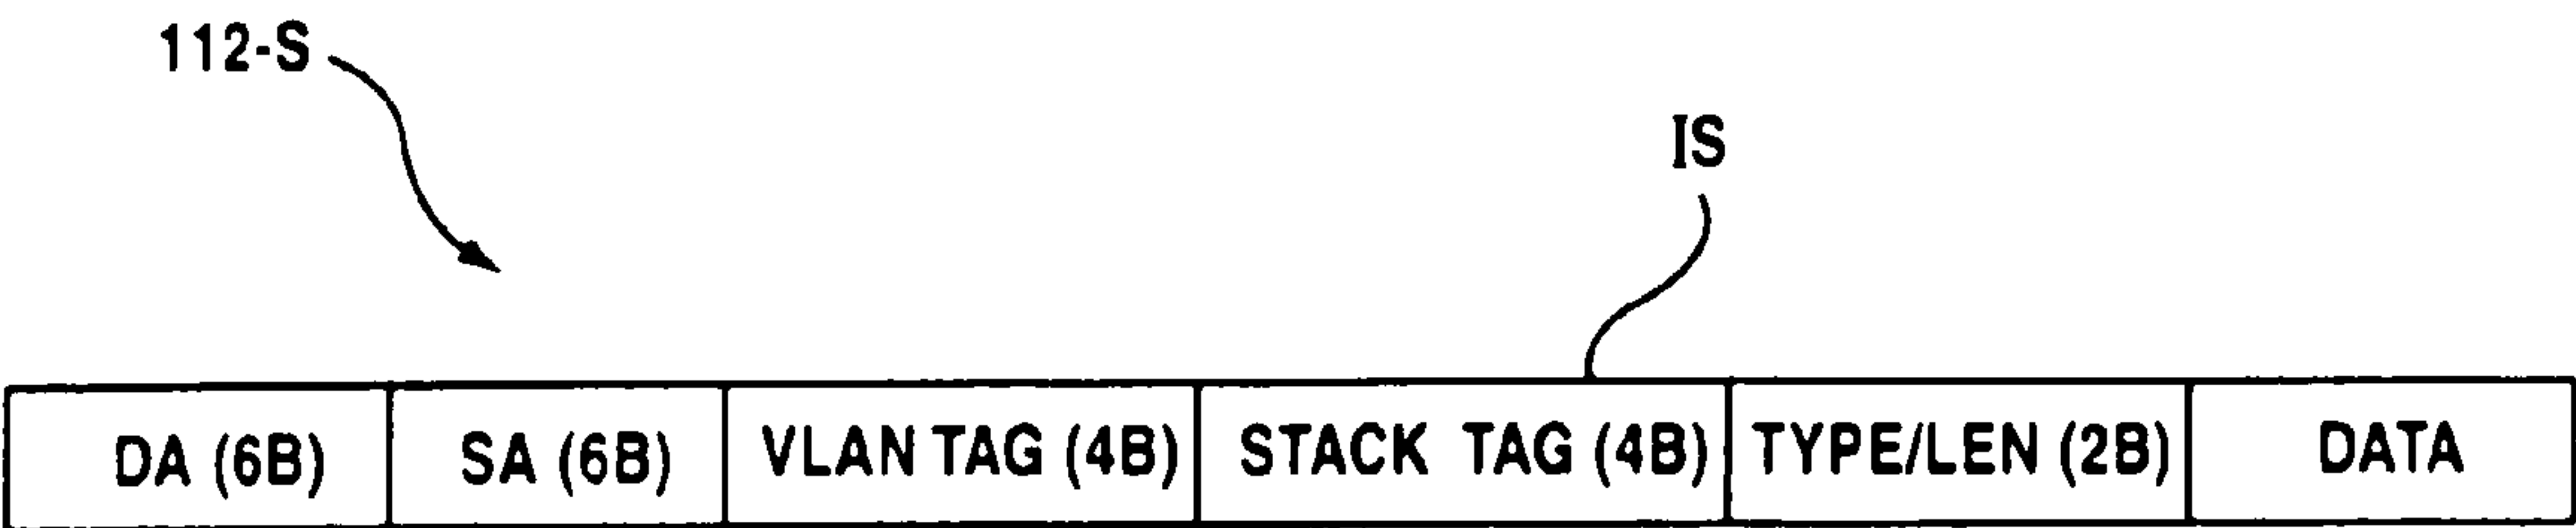 112-S
IS
DA (6B) SA (6B) VLAN TAG (4B) STACK TAG (4B) TYPE/LEN (2B) DATA